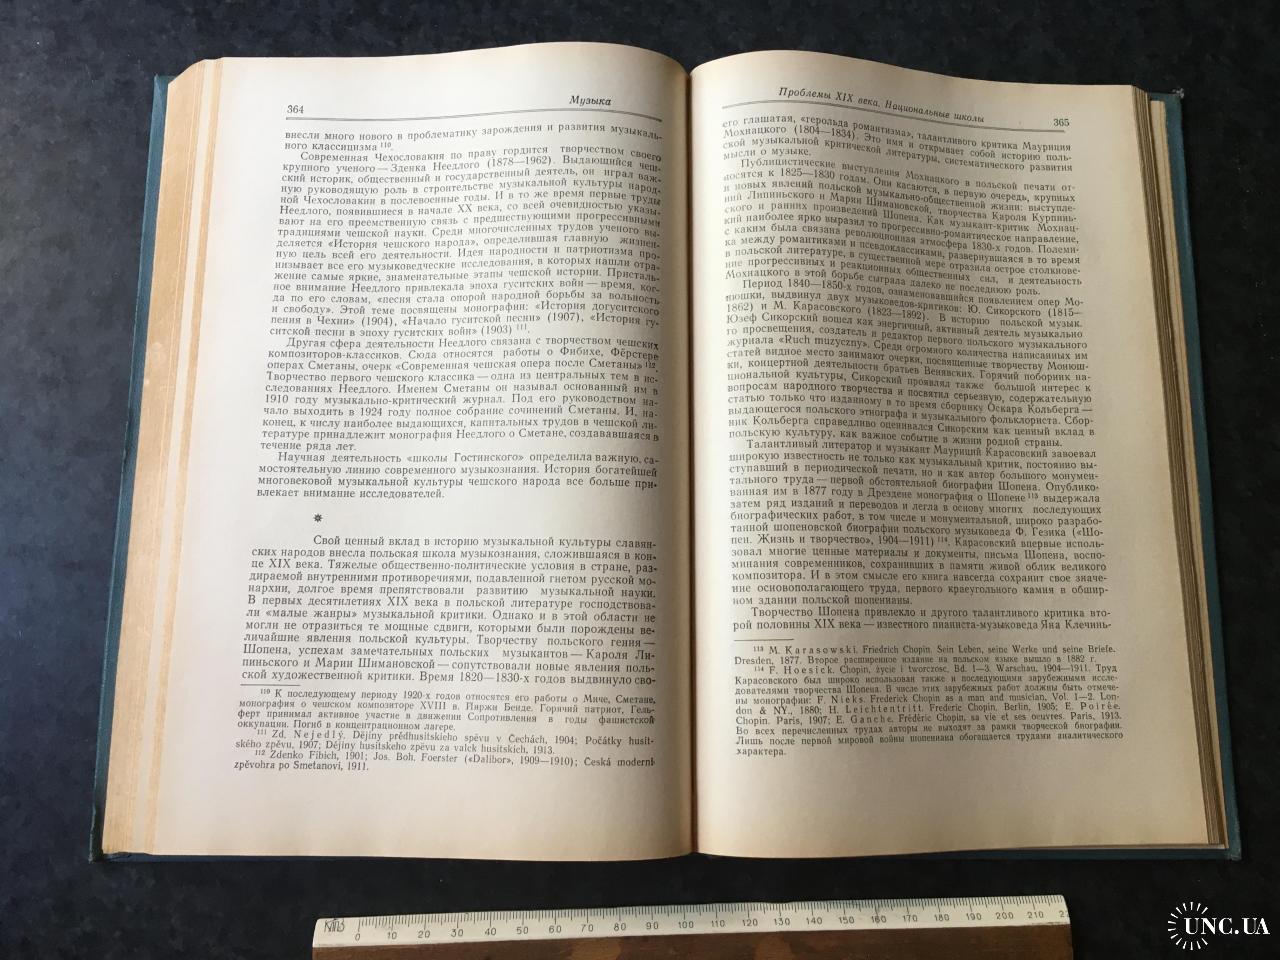 364
Музыка
внесли много нового в проблематику зарождения и развития музыкаль-
ного классицизма 110.
Современная Чехословакия по праву гордится творчеством своего
крупного ученого — Зденка Неедлого (1878—1962). Выдающийся чеш-
ский историк, общественный и государственный деятель, он играл важ-
ную руководящую роль в строительстве музыкальной культуры народ-
ной Чехословакии в послевоенные годы. И в то же время первые труды
Неедлого, появившиеся в начале XX века, со всей очевидностью указы-
вают на его преемственную связь с предшествующими прогрессивными
традициями чешской науки. Среди многочисленных трудов ученого вы-
деляется «История чешского народа», определившая главную жизнен-
ную цель всей его деятельности. Идея народности и патриотизма про-
низывает все его музыковедческие исследования, в которых нашли отра-
жение самые яркие, знаменательные этапы чешской истории. Пристань-
ное внимание Неедлого привлекала эпоха гуситских войн — время, ког-
да по его словам, «песня стала опорой народной борьбы за вольность
и свободу». Этой теме посвящены монографии: «История догуситского
пения в Чехии» (1904), «Начало гуситской песни» (1907), «История гу-
ситской песни в эпоху гуситских войн» (1903) 111.
Другая сфера деятельности Неедлого связана с творчеством чешских
композиторов-классиков. Сюда относятся работы о Фибихе, Фёрстере,
операх Сметаны, очерк «Современная чешская опера после Сметаны» 112.
Творчество первого чешского классика — одна из центральных тем в ис-
следованиях Неедлого. Именем Сметаны он называл основанный им в
1910 году музыкально-критический журнал. Под его руководством на-
чало выходить в 1924 году полное собрание сочинений Сметаны. И, на-
конец, к числу наиболее выдающихся, капитальных трудов в чешской ли-
тературе принадлежит монография Неедлого о Сметане, создававшаяся в
течение ряда лет.
Научная деятельность «школы Гостинского» определила важную, са-
мостоятельную линию современного музыкознания. История богатейшей
многовековой музыкальной культуры чешского народа все больше при-
влекает внимание исследователей.
Свой ценный вклад в историю музыкальной культуры славян-
ских народов внесла польская школа музыкознания, сложившаяся в кон-
це XIX века. Тяжелые общественно-политические условия в стране, раз-
дираемой внутренними противоречиями, подавленной гнетом русской мо-
нархии, долгое время препятствовали развитию музыкальной науки.
В первых десятилетиях XIX века в польской литературе господствова-
ли «малые жанры» музыкальной критики. Однако и в этой области не
могли не отразиться те мощные сдвиги, которыми были порождены ве-
личайшие явления польской культуры. Творчеству польского гения —
Шопена, успехам замечательных польских музыкантов — Кароля Ли-
пиньского и Марии Шимановской — сопутствовали новые явления поль-
ской художественной критики. Время 1820—1830-х годов выдвинуло сво-
110 К последующему периоду 1920-х годов относятся его работы о Миче, Сметане,
монография о чешском композиторе XVIII в. Йиржи Бенде. Горячий патриот, Гель-
ферт принимал активное участие в движении Сопротивления в годы фашистской
оккупации. Погиб в концентрационном лагере.
111 Zd. Nejedlý. Dějiny předhusitského spěvu v Čechách, 1904; Počátky husit-
ského zpěvu, 1907; Dějiny husitského zpěvu za valek husitských, 1913.
112 Zdenko Fibich, 1901; Jos. Boh. Foerster («Dalibor», 1909—1910); Česká moderní
zpěvohra po Smetanovi, 1911.
Проблемы XIX века. Национальные школы
365
его глашатая, «герольда романтизма», талантливого критика Мауриция
Мохнацкого (1804—1834). Это имя и открывает собой историю поль-
ской музыкальной критической литературы, систематического развития
мысли о музыке.
Публицистические выступления Мохнацкого в польской печати от-
носятся к 1825—1830 годам. Они касаются, в первую очередь, крупных
и новых явлений польской музыкально-общественной жизни: выступле-
ний Липиньского и Марии Шимановской, творчества Кароля Курпинь-
ского и ранних произведений Шопена. Как музыкант-критик Мохнац-
кий наиболее ярко выразил то прогрессивно-романтическое направление,
с каким была связана революционная атмосфера 1830-х годов. Полеми-
ка между романтиками и псевдоклассиками, развернувшаяся в то время
в польской литературе, в существенной мере отразила острое столкнове-
ние прогрессивных и реакционных общественных сил, и деятельность
Мохнацкого в этой борьбе сыграла далеко не последнюю роль.
Период 1840—1850-х годов, ознаменовавшийся появлением опер Мо-
нюшки, выдвинул двух музыковедов-критиков: Ю. Сикорского (1815—
1862) и М. Карасовского (1823—1892). В историю польской музык.
Юзеф Сикорский вошел как энергичный, активный деятель музыкально
го просвещения, создатель и редактор первого польского музыкального
журнала «Ruch muzyczny». Среди огромного количества написанных им
статей видное место занимают очерки, посвященные творчеству Монюш-
ки, концертной деятельности братьев Венявских. Горячий поборник на-
циональной культуры, Сикорский проявлял также большой интерес к
вопросам народного творчества и посвятил серьезную, содержательную
статью только что изданному в то время сборнику Оскара Кольберга —
выдающегося польского этнографа и музыкального фольклориста. Сбор-
ник Кольберга справедливо оценивался Сикорским как ценный вклад в
польскую культуру, как важное событие в жизни родной страны.
Талантливый литератор и музыкант Мауриций Карасовский завоевал
широкую известность не только как музыкальный критик, постоянно вы-
ступавший в периодической печати, но и как автор большого монумен-
тального труда — первой обстоятельной биографии Шопена. Опублико-
ванная им в 1877 году в Дрездене монография о Шопене 113 выдержала
затем ряд изданий и переводов и легла в основу многих последующих
биографических работ, в том числе и монументальной, широко разрабо-
танной шопеновской биографии польского музыковеда Ф. Гезика («Шо-
пен. Жизнь и творчество», 1904—1911) 114. Карасовский впервые исполь-
зовал многие ценные материалы и документы, письма Шопена, воспо-
минания современников, сохранивших в памяти живой облик великого
композитора. И в этом смысле его книга навсегда сохранит свое значе-
ние основополагающего труда, первого краеугольного камня в обшир-
ном здании польской шопенианы.
Творчество Шопена привлекло и другого талантливого критика вто-
рой половины XIX века — известного пианиста-музыковеда Яна Клечинь-
113 M. Karasowski. Friedrich Chopin. Sein Leben, seine Werke und seine Briefe.
Dresden, 1877. Второе расширенное издание на польском языке вышло в 1882 г.
114 F. Hoesick. Chopin, życie i tworczosc. Bd. 1—3. Warschau, 1904—1911. Труд
Карасовского был широко использован также и последующими зарубежными иссле-
дователями творчества Шопена. В числе этих зарубежных работ должны быть отмече-
ны монографии: F. Nieks. Frederick Chopin as a man and musician, Vol. 1—2. Lon-
don & NY., 1880; H. Leichtentritt. Frederic Chopin. Berlin, 1905; E. Poirée.
Chopin. Paris, 1907; E. Ganche. Frédéric Chopin, sa vie et ses oeuvres. Paris, 1913.
Во всех перечисленных трудах авторы не выходят за рамки творческой биографии.
Лишь после первой мировой войны шопениана обогащается трудами аналитического
характера.
0 10 20 30 40 50 60 70 80 90 100 110 120 130 140 150 160 170 180 190 200 210 22
UNC.UA